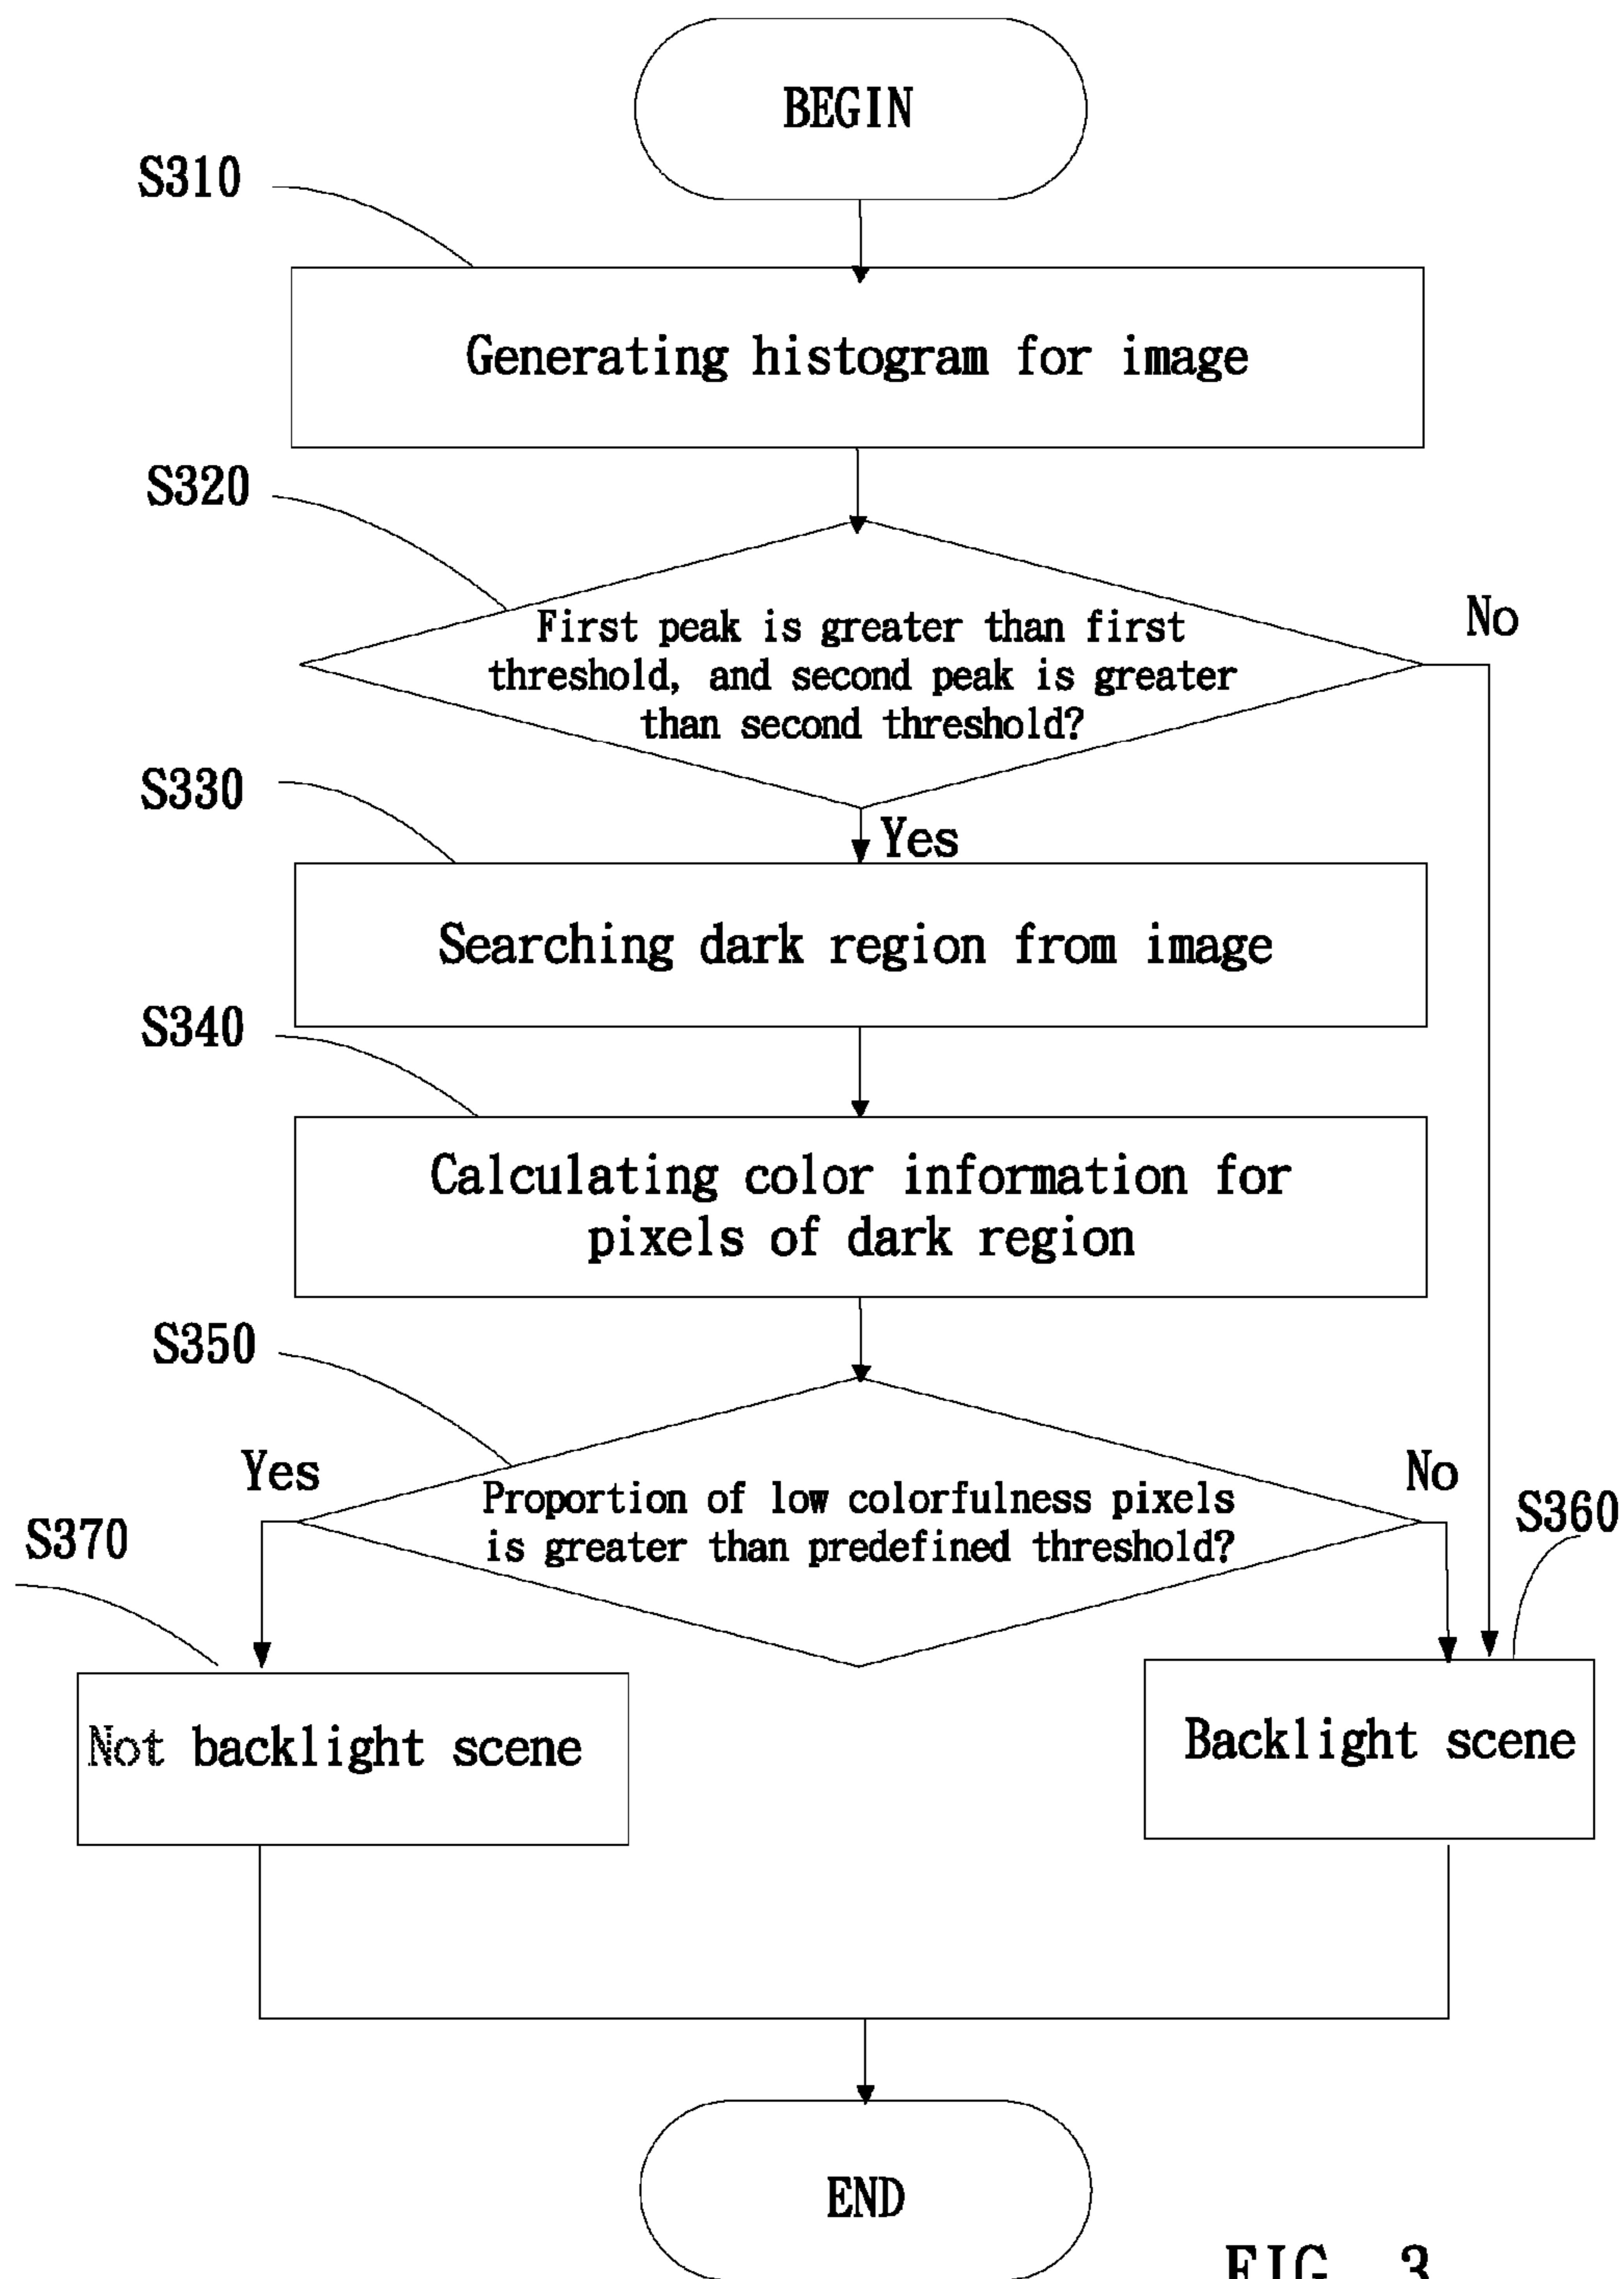 BEGIN
S310
Generating histogram for image
S320
First peak is greater than first
threshold, and second peak is greater
than second threshold?
No
S330
Yes
Searching dark region from image
S340
Calculating color information for
pixels of dark region
S350
Yes
Proportion of low colorfulness pixels
is greater than predefined threshold?
No
S360
S370
Not backlight scene
Backlight scene
END
FIG. 3